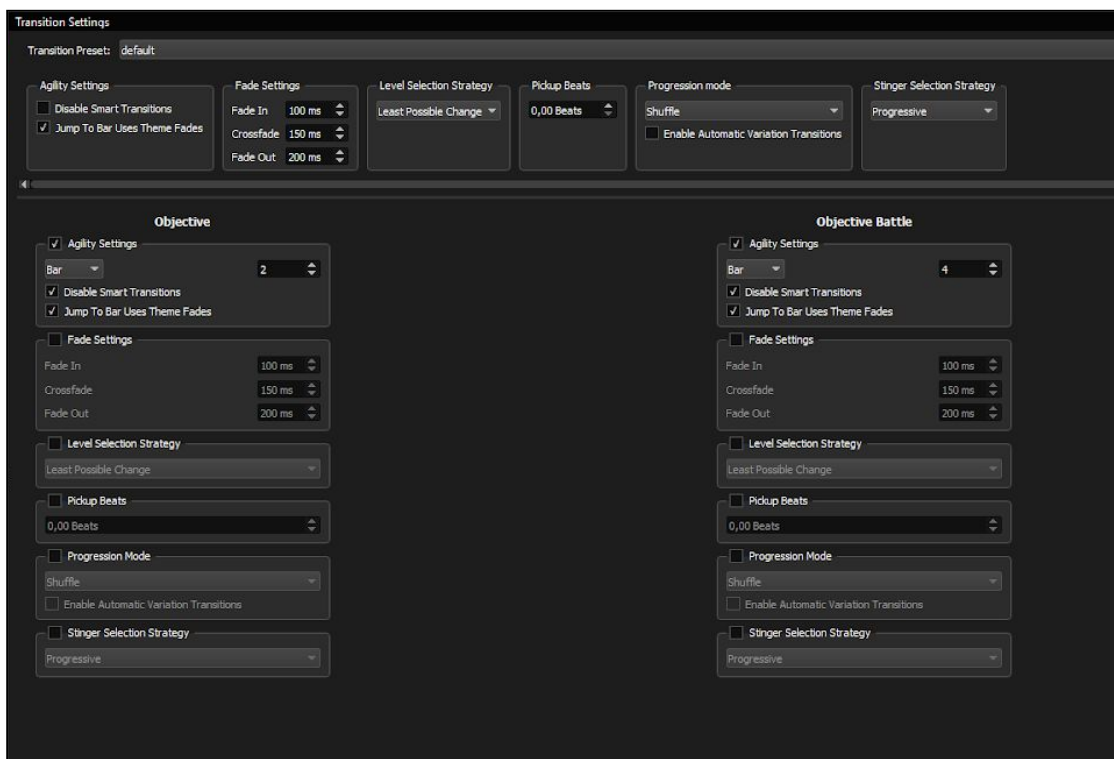 Transition Settings
Transition Preset: default
Agility Settings
Disable Smart Transitions
Jump To Bar Uses Theme Fades
Fade Settings
Fade In 100 ms
Crossfade 150 ms
Fade Out 200 ms
Level Selection Strategy
Least Possible Change
Pickup Beats
0,00 Beats
Progression mode
Shuffle
Enable Automatic Variation Transitions
Stinger Selection Strategy
Progressive
Objective
Agility Settings
Bar 2
Disable Smart Transitions
Jump To Bar Uses Theme Fades
Fade Settings
Fade In 100 ms
Crossfade 150 ms
Fade Out 200 ms
Level Selection Strategy
Least Possible Change
Pickup Beats
0,00 Beats
Progression Mode
Shuffle
Enable Automatic Variation Transitions
Stinger Selection Strategy
Progressive
Objective Battle
Agility Settings
Bar 4
Disable Smart Transitions
Jump To Bar Uses Theme Fades
Fade Settings
Fade In 100 ms
Crossfade 150 ms
Fade Out 200 ms
Level Selection Strategy
Least Possible Change
Pickup Beats
0,00 Beats
Progression Mode
Shuffle
Enable Automatic Variation Transitions
Stinger Selection Strategy
Progressive